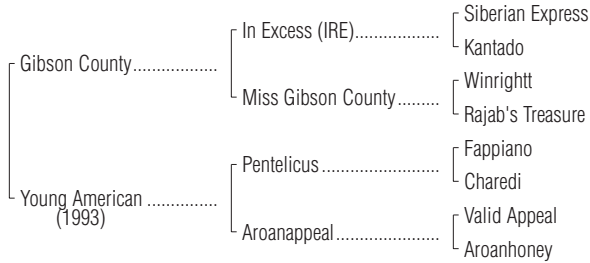 Siberian Express
In Excess (IRE)..................
Kantado
Gibson County..................
Winrightt
Miss Gibson County.........
Rajab's Treasure
Fappiano
Pentelicus.........................
Charedi
Young American ...............
(1993)
Valid Appeal
Aroanappeal......................
Aroanhoney